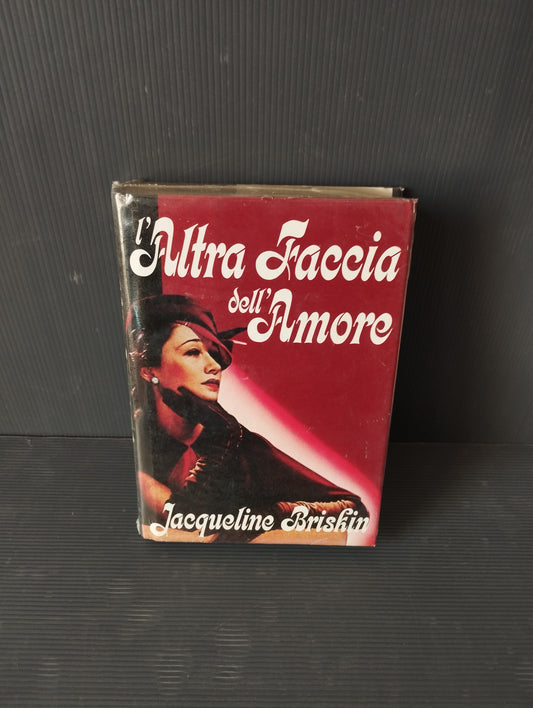 l'Altra Faccia
dell'Amore
Jacqueline Briskin